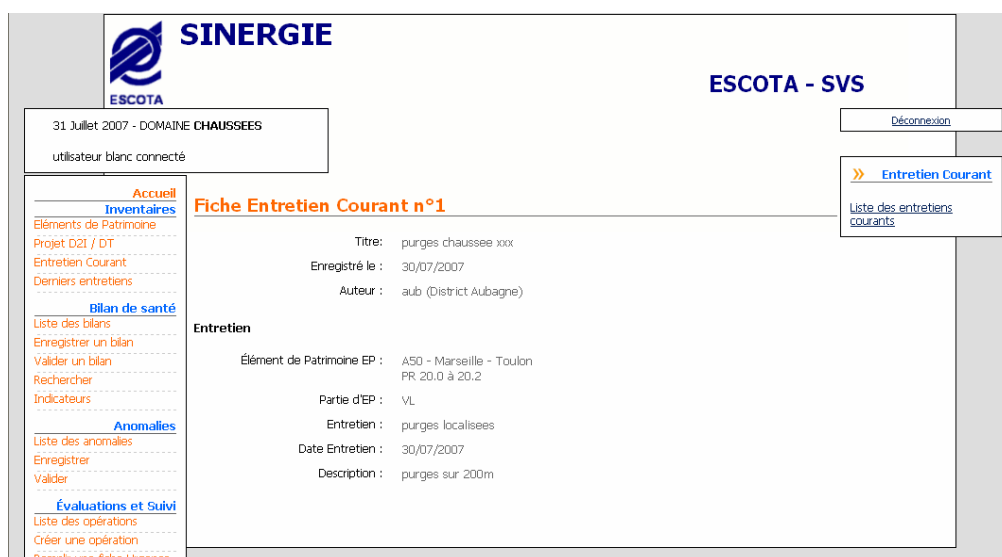 SINERGIE
ESCOTA - SVS
ESCOTA
31 Juillet 2007 - DOMAINE CHAUSSEES
utilisateur blanc connecté
Déconnexion
Accueil
Inventaires
Eléments de Patrimoine
Projet D2I / DT
Entretien Courant
Derniers entretiens
Bilan de santé
Liste des bilans
Enregistrer un bilan
Valider un bilan
Rechercher
Indicateurs
Anomalies
Liste des anomalies
Enregistrer
Valider
Évaluations et Suivi
Liste des opérations
Créer une opération
Fiche Entretien Courant n°1
Titre: purges chaussee xxx
Enregistré le : 30/07/2007
Auteur : aub (District Aubagne)
Entretien
Élément de Patrimoine EP : A50 - Marseille - Toulon
PR 20.0 à 20.2
Partie d'EP : VL
Entretien : purges localisees
Date Entretien : 30/07/2007
Description : purges sur 200m
» Entretien Courant
Liste des entretiens
courants